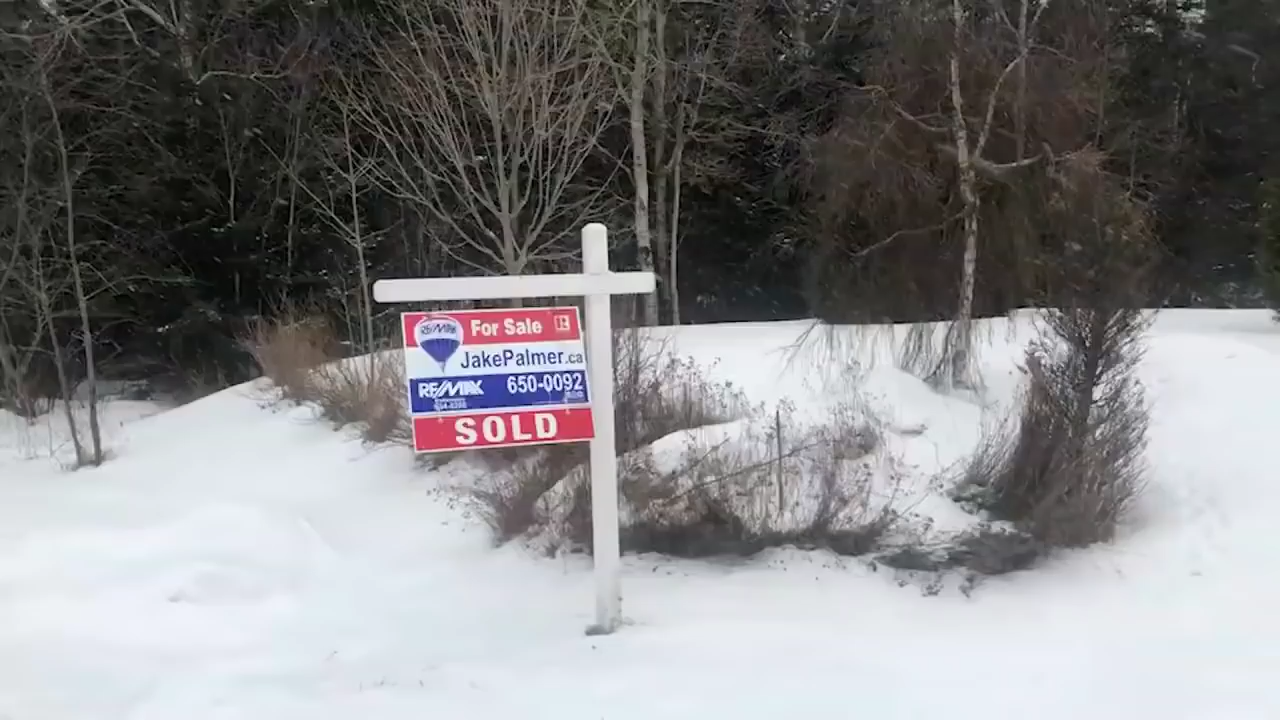 For Sale
RE/MAX
JakePalmer.ca
RE/MAX
650-0092
SOLD